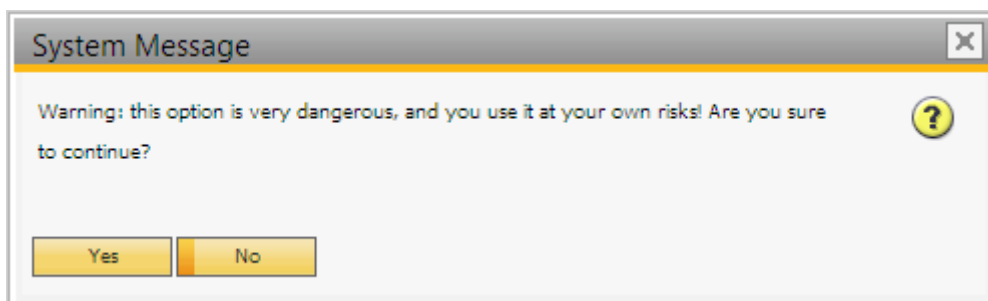 System Message
Warning: this option is very dangerous, and you use it at your own risks! Are you sure
to continue?
Yes No